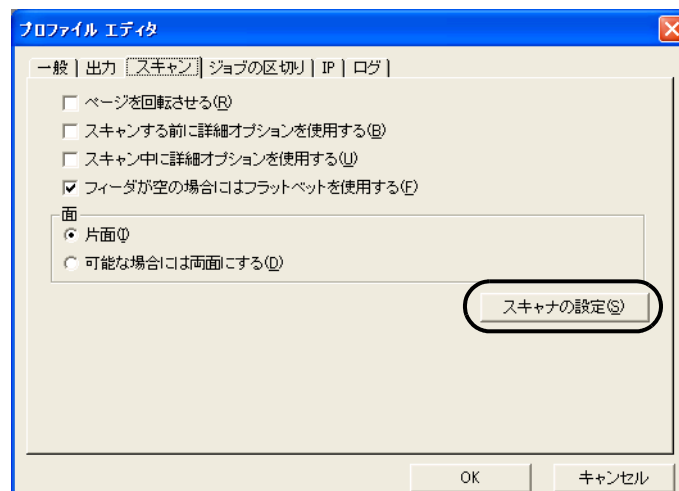 プロファイル エディタ
一般 出力 スキャン ジョブの区切り IP ログ
ページを回転させる(R)
スキャンする前に詳細オプションを使用する(B)
スキャン中に詳細オプションを使用する(U)
フィーダが空の場合にはフラットベットを使用する(F)
面
片面(I)
可能な場合には両面にする(D)
スキャナの設定(S)
OK キャンセル